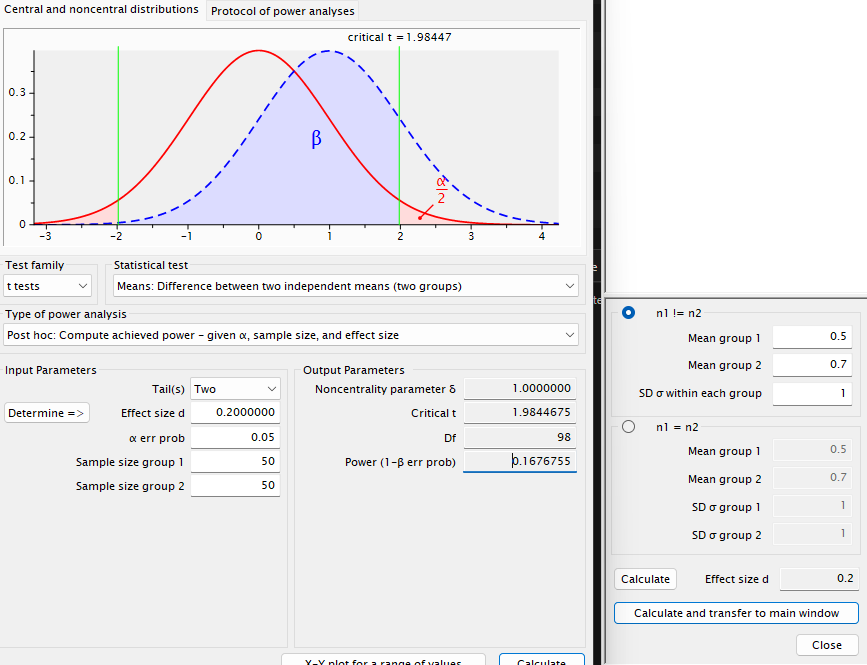 Central and noncentral distributions
Protocol of power analyses
critical t = 1.98447
0.3
0.2
0.1
0
β
α
2
-3 -2 -1 0 1 2 3 4
Test family
t tests
Statistical test
Means: Difference between two independent means (two groups)
Type of power analysis
Post hoc: Compute achieved power – given α, sample size, and effect size
Input Parameters
Tail(s) Two
Determine =>
Effect size d 0.2000000
α err prob 0.05
Sample size group 1 50
Sample size group 2 50
Output Parameters
Noncentrality parameter δ 1.0000000
Critical t 1.9844675
Df 98
Power (1-β err prob) 0.1676755
X-Y plot for a range of values
Calculate
e
te
n1 != n2
Mean group 1 0.5
Mean group 2 0.7
SD σ within each group 1
n1 = n2
Mean group 1 0.5
Mean group 2 0.7
SD σ group 1 1
SD σ group 2 1
Calculate
Effect size d 0.2
Calculate and transfer to main window
Close